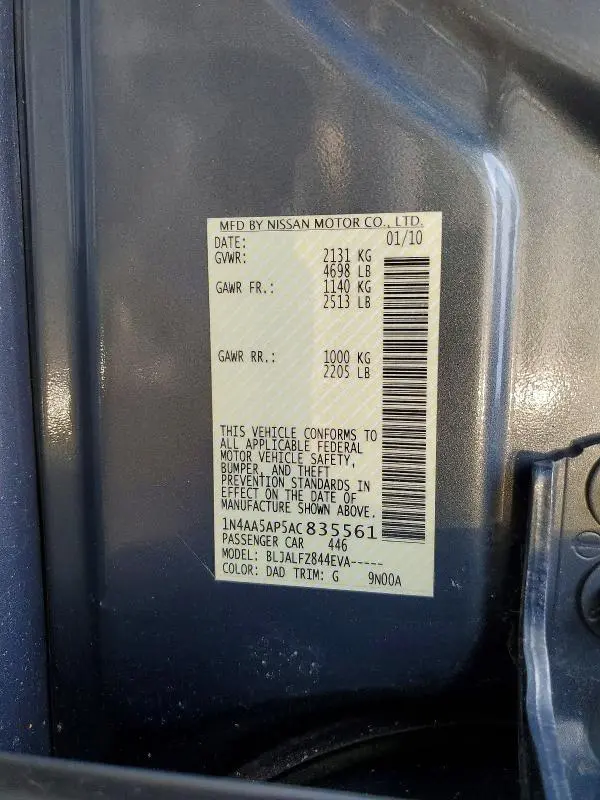 MFD BY NISSAN MOTOR CO., LTD.
DATE: 01/10
GVWR: 2131 KG
4698 LB
GAWR FR.: 1140 KG
2513 LB
GAWR RR.: 1000 KG
2205 LB
THIS VEHICLE CONFORMS TO
ALL APPLICABLE FEDERAL
MOTOR VEHICLE SAFETY,
BUMPER, AND THEFT
PREVENTION STANDARDS IN
EFFECT ON THE DATE OF
MANUFACTURE SHOWN ABOVE.
1N4AA5AP5AC835561
PASSENGER CAR 446
MODEL: BLJALFZ844EVA-----
COLOR: DAD TRIM: G 9N00A